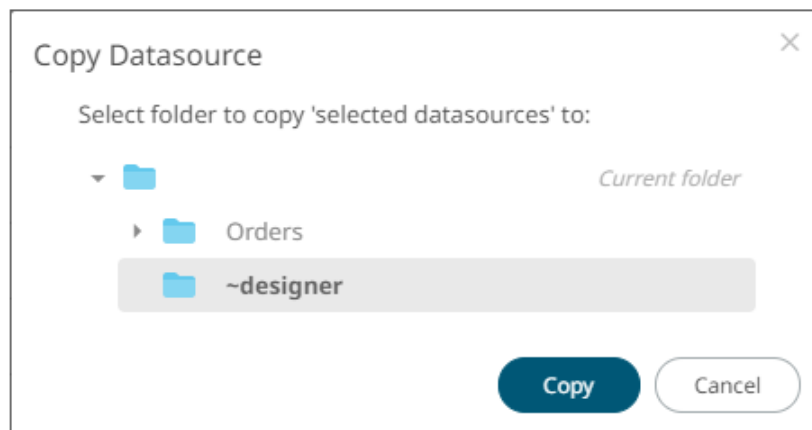 Copy Datasource
Select folder to copy 'selected datasources' to:
Current folder
Orders
~designer
Copy
Cancel